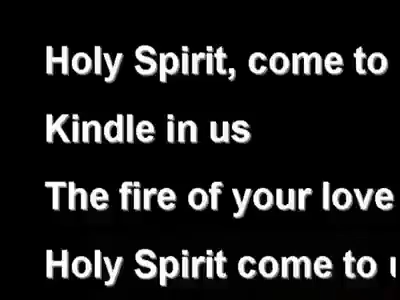 Holy Spirit, come to
Kindle in us
The fire of your love
Holy Spirit come to